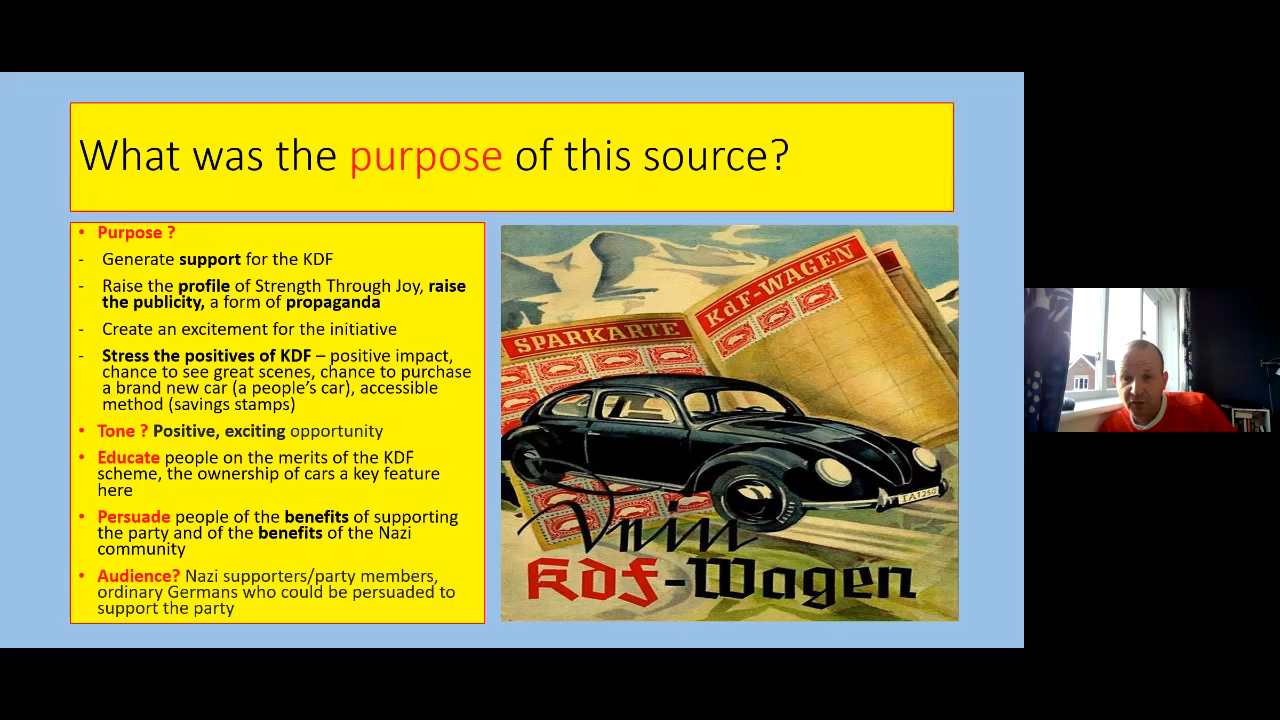 What was the purpose of this source?
• Purpose ?
- Generate support for the KDF
- Raise the profile of Strength Through Joy, raise
the publicity, a form of propaganda
- Create an excitement for the initiative
- Stress the positives of KDF – positive impact,
chance to see great scenes, chance to purchase
a brand new car (a people's car), accessible
method (savings stamps)
• Tone ? Positive, exciting opportunity
• Educate people on the merits of the KDF
scheme, the ownership of cars a key feature
here
• Persuade people of the benefits of supporting
the party and of the benefits of the Nazi
community
• Audience? Nazi supporters/party members,
ordinary Germans who could be persuaded to
support the party
SPARKARTE
KdF-WAGEN
Dein
KdF-Wagen